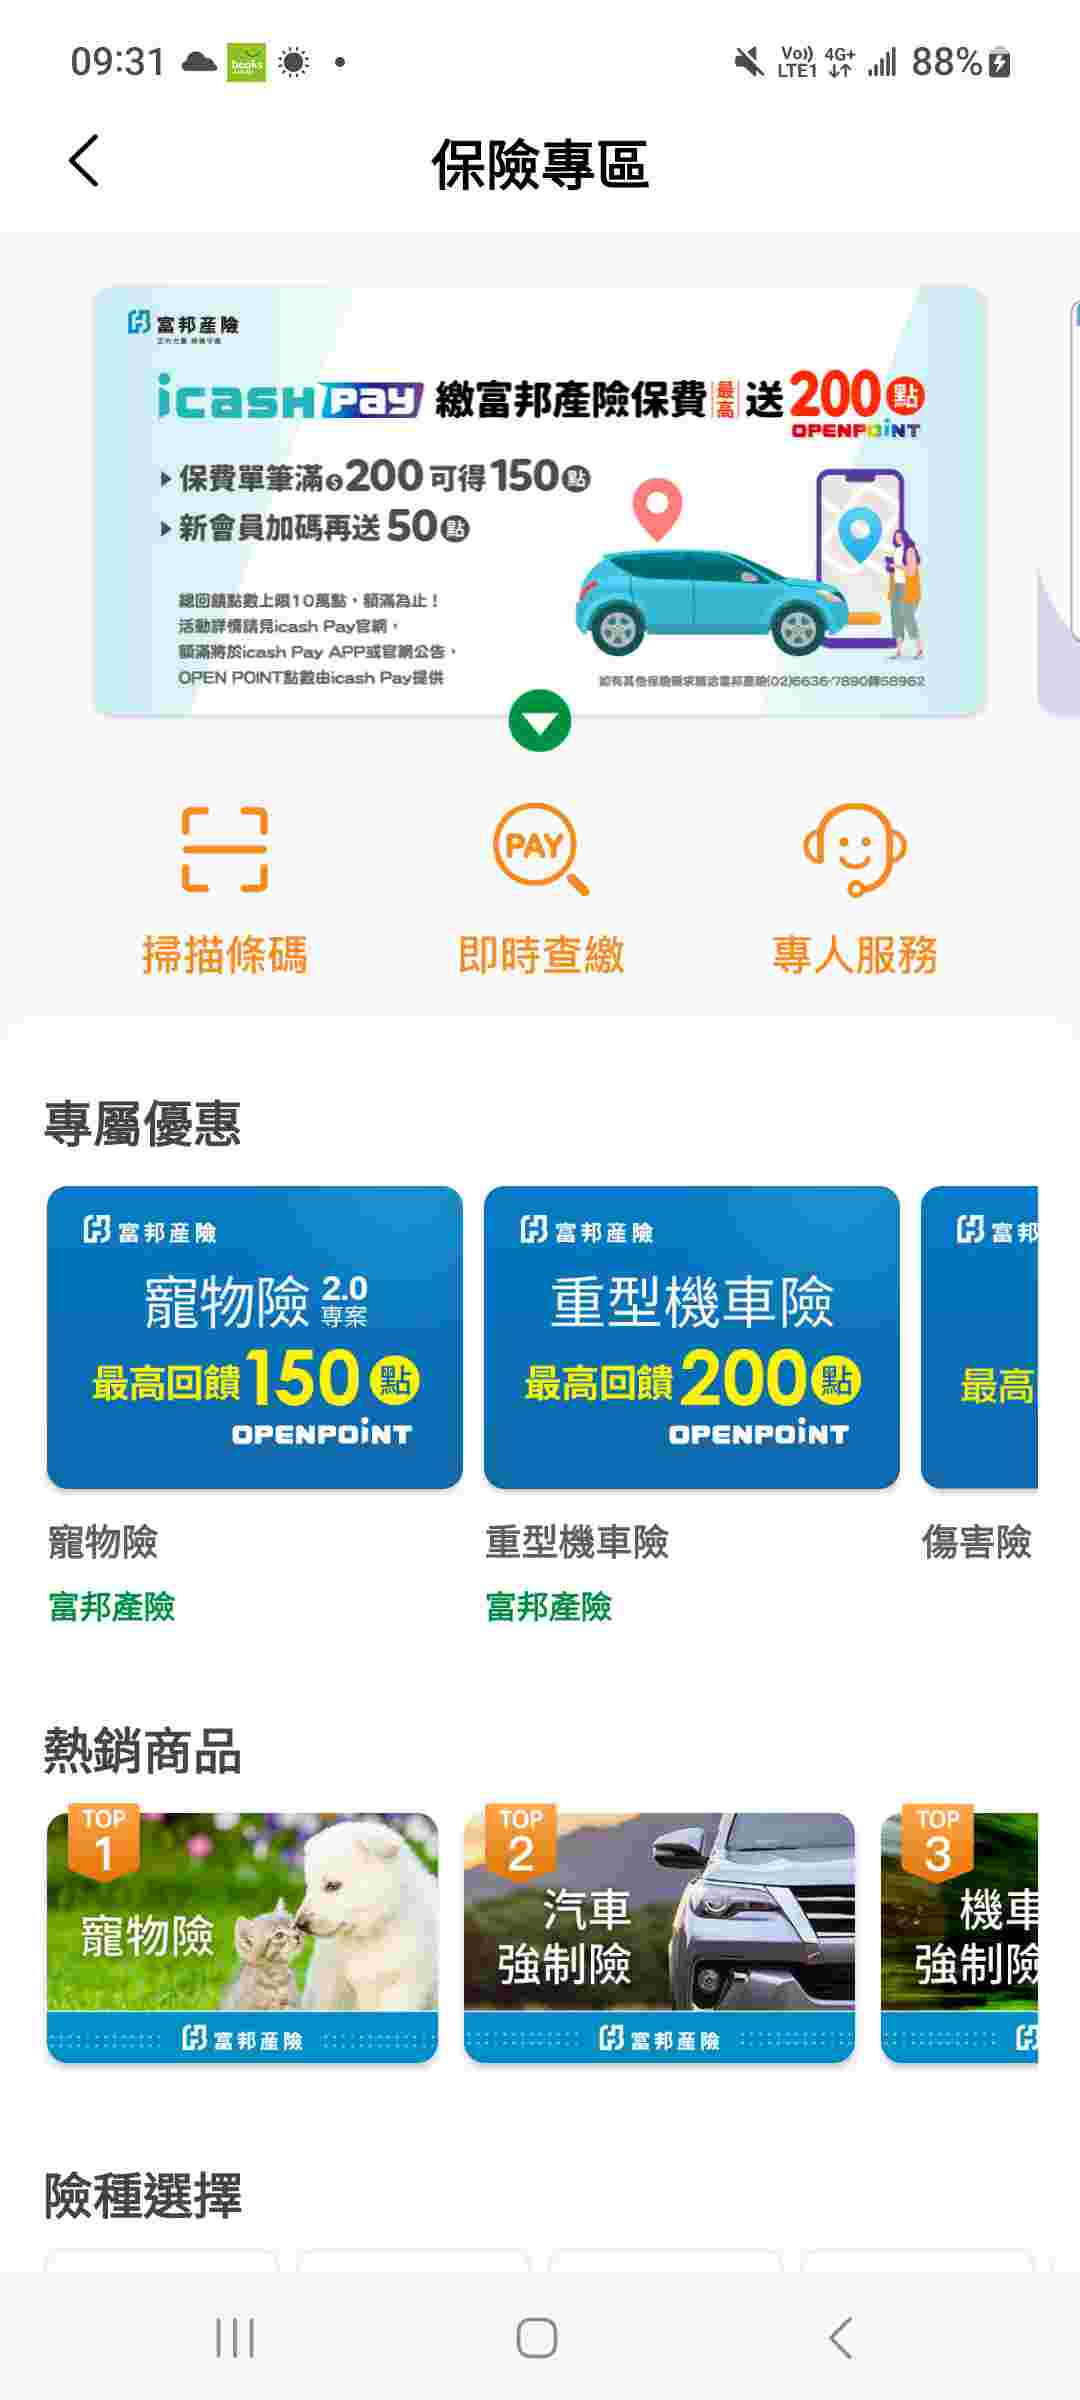 09:31
books
Vo)) 4G+
LTE1
88%
保險專區
富邦產險
icash Pay 繳富邦產險保費最高送200點
OPENPOINT
保費單筆滿$200可得150點
新會員加碼再送50點
總回饋點數上限10萬點,額滿為止!
活動詳情請見icash Pay官網,
額滿將於icash Pay APP或官網公告。
OPEN POINT點數由icash Pay提供
如有其他保險需求請洽富邦產險(02)6636-7890轉58962
掃描條碼
PAY
即時查繳
專人服務
專屬優惠
富邦產險
寵物險 2.0 專案
最高回饋150點
OPENPOINT
富邦產險
重型機車險
最高回饋200點
OPENPOINT
富邦
最高
寵物險
富邦產險
重型機車險
富邦產險
傷害險
熱銷商品
TOP
1
寵物險
富邦產險
TOP
2
汽車
強制險
富邦產險
TOP
3
機車
強制險
險種選擇